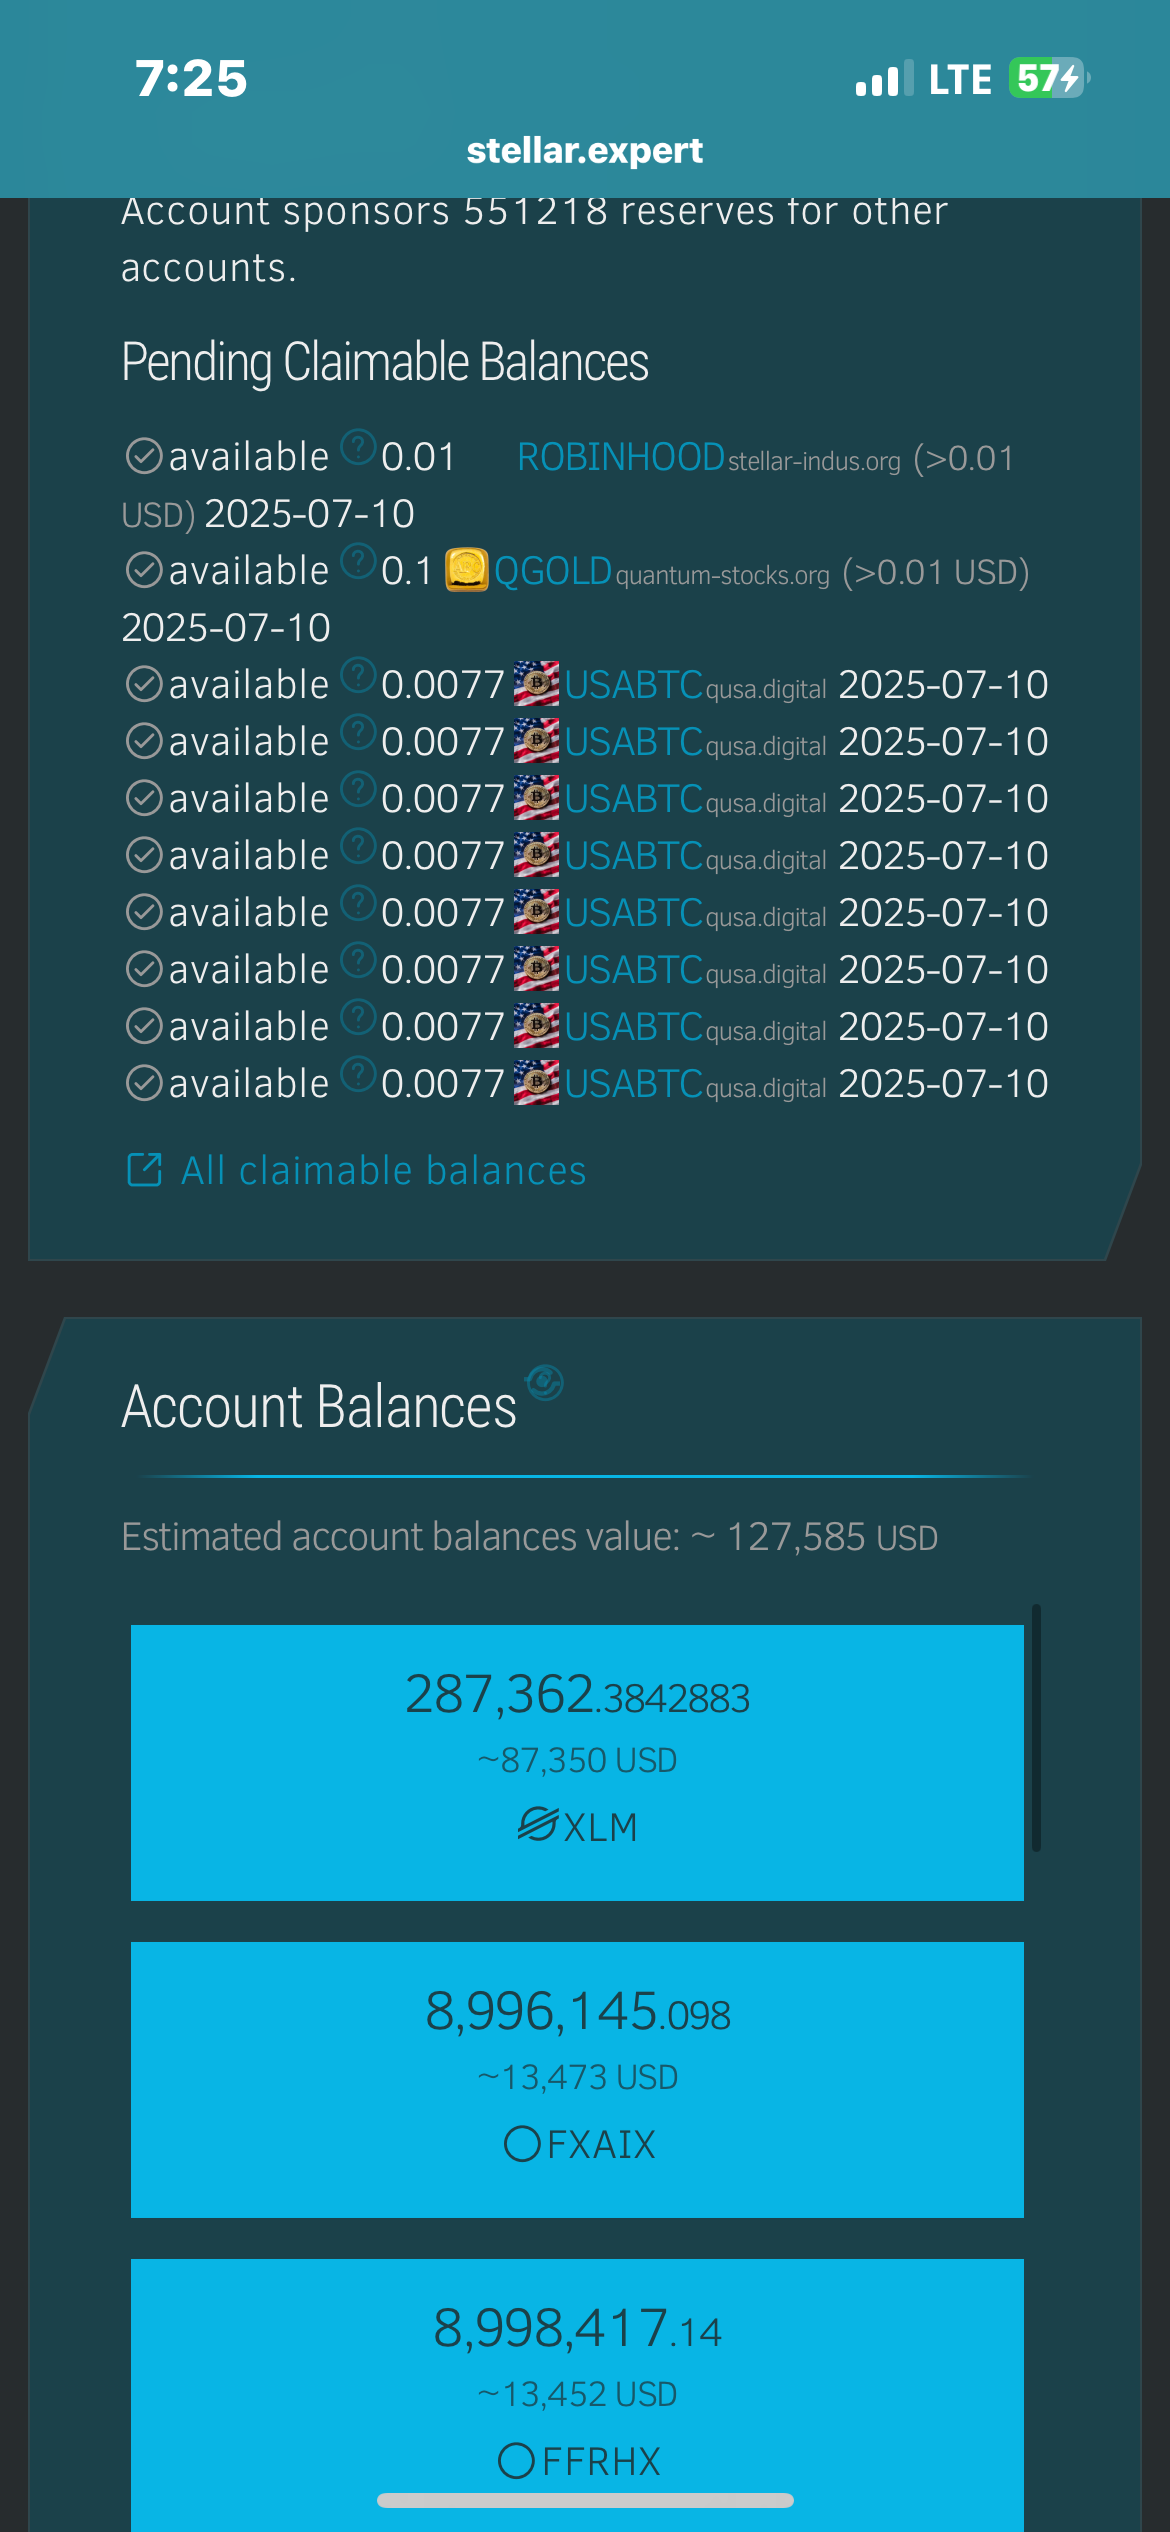 7:25 LTE 57
stellar.expert
Account sponsors 551218 reserves for other
accounts.
Pending Claimable Balances
available ? 0.01 ROBINHOOD stellar-indus.org (>0.01
USD) 2025-07-10
available ? 0.1 QGOLD quantum-stocks.org (>0.01 USD)
2025-07-10
available ? 0.0077 USABTC qusa.digital 2025-07-10
available ? 0.0077 USABTC qusa.digital 2025-07-10
available ? 0.0077 USABTC qusa.digital 2025-07-10
available ? 0.0077 USABTC qusa.digital 2025-07-10
available ? 0.0077 USABTC qusa.digital 2025-07-10
available ? 0.0077 USABTC qusa.digital 2025-07-10
available ? 0.0077 USABTC qusa.digital 2025-07-10
available ? 0.0077 USABTC qusa.digital 2025-07-10
All claimable balances
Account Balances
Estimated account balances value: ~ 127,585 USD
287,362.3842883
~87,350 USD
XLM
8,996,145.098
~13,473 USD
FXAIX
8,998,417.14
~13,452 USD
FFRHX